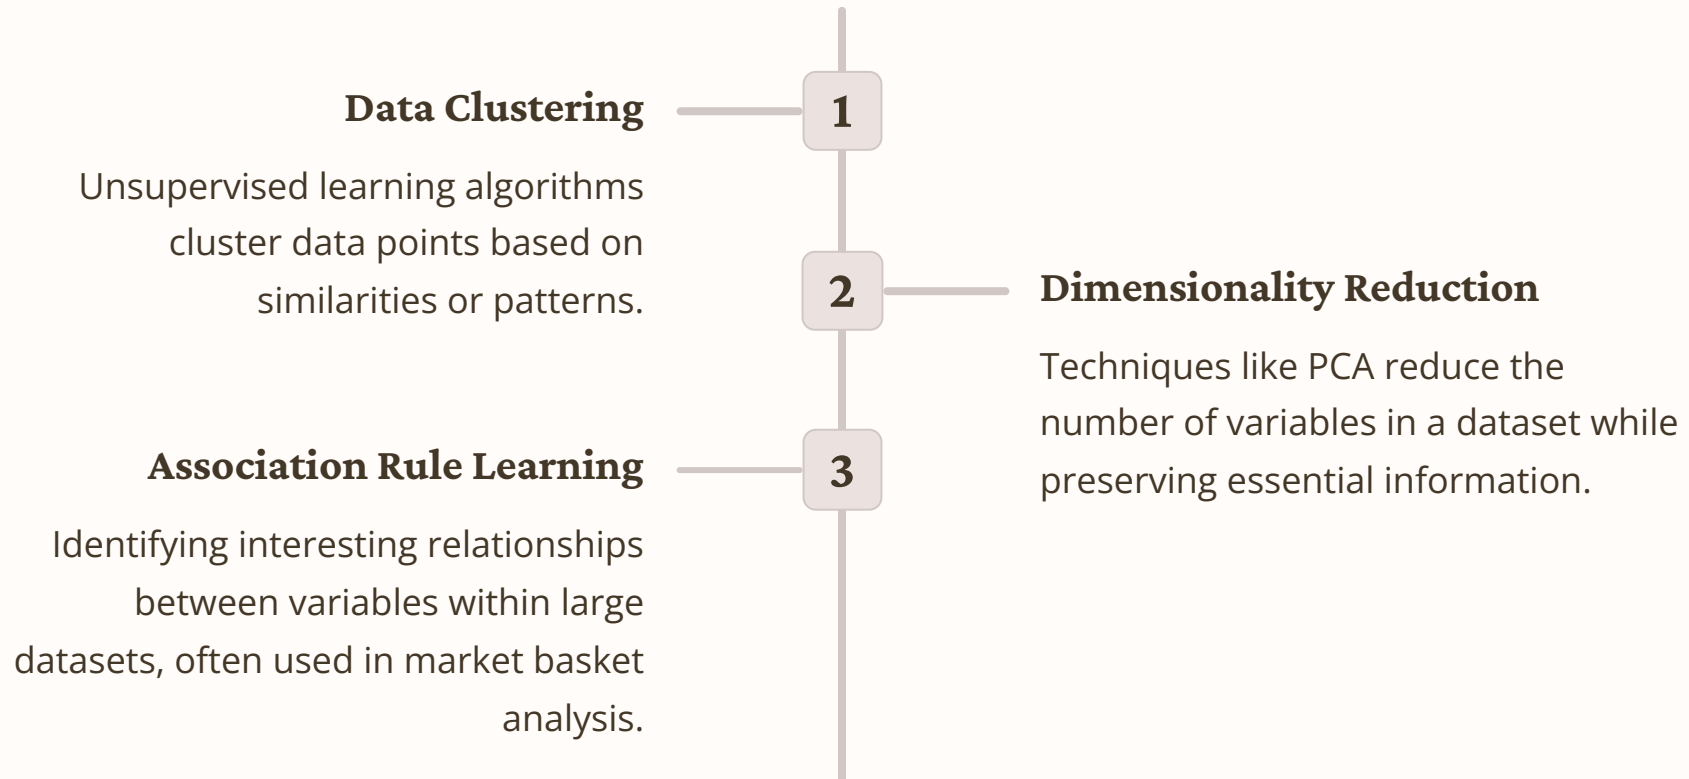 1
Data Clustering
Unsupervised learning algorithms
cluster data points based on
similarities or patterns.
2
Dimensionality Reduction
Techniques like PCA reduce the
number of variables in a dataset while
preserving essential information.
3
Association Rule Learning
Identifying interesting relationships
between variables within large
datasets, often used in market basket
analysis.